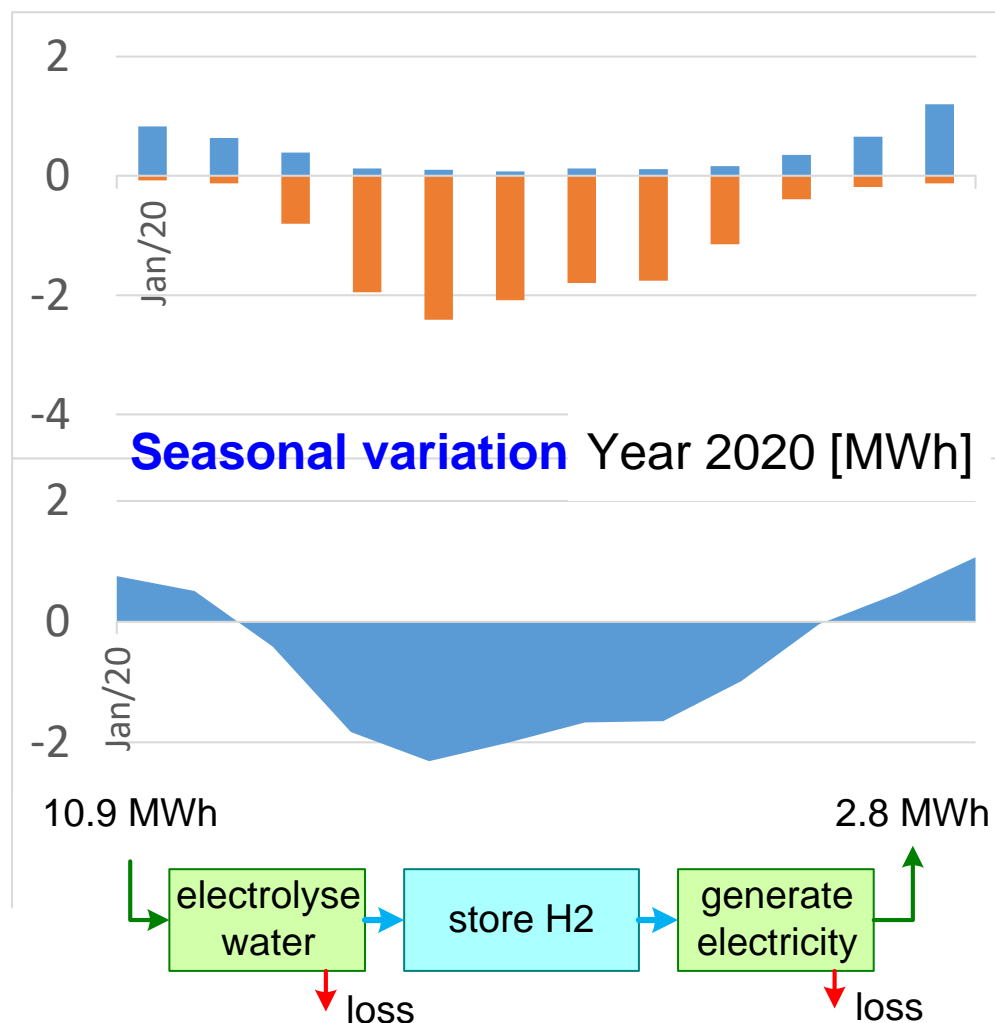 2
0
Jan/20
-2
-4
Seasonal variation Year 2020 [MWh]
2
0
Jan/20
-2
10.9 MWh
2.8 MWh
electrolyse
water
store H2
generate
electricity
loss
loss